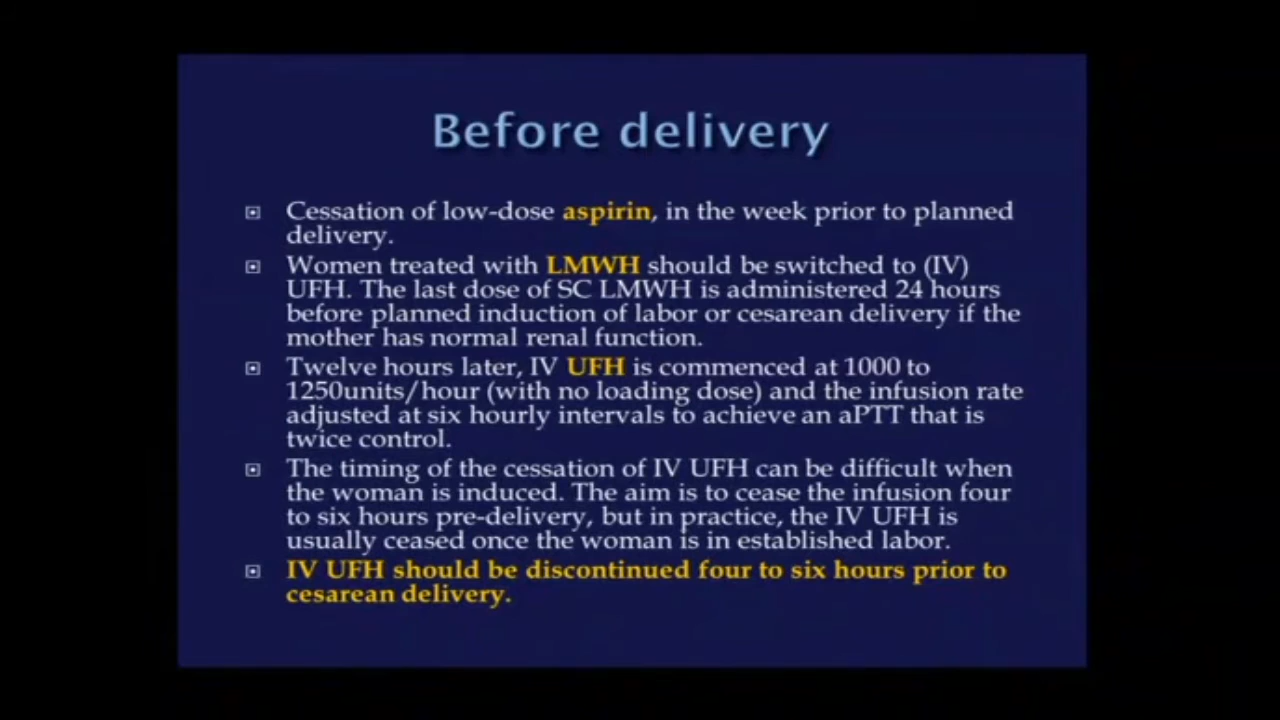 Before delivery
Cessation of low-dose aspirin, in the week prior to planned
delivery.
Women treated with LMWH should be switched to (IV)
UFH. The last dose of SC LMWH is administered 24 hours
before planned induction of labor or cesarean delivery if the
mother has normal renal function.
Twelve hours later, IV UFH is commenced at 1000 to
1250units/hour (with no loading dose) and the infusion rate
adjusted at six hourly intervals to achieve an aPTT that is
twice control.
The timing of the cessation of IV UFH can be difficult when
the woman is induced. The aim is to cease the infusion four
to six hours pre-delivery, but in practice, the IV UFH is
usually ceased once the woman is in established labor.
IV UFH should be discontinued four to six hours prior to
cesarean delivery.